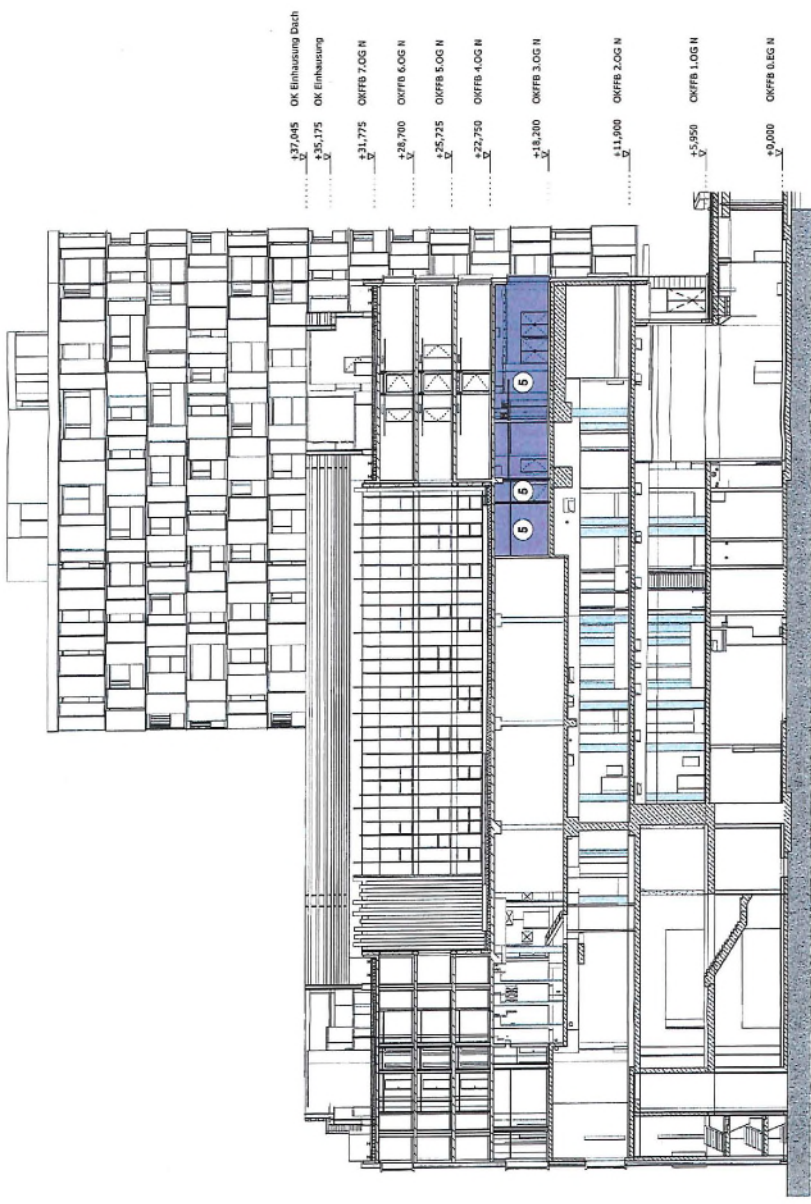 +37,045 OK Einhausung Dach
+35,175 OK Einhausung
+31,775 OKFFB 7.OG N
+28,700 OKFFB 6.OG N
+25,725 OKFFB 5.OG N
+22,750 OKFFB 4.OG N
+18,200 OKFFB 3.OG N
+11,900 OKFFB 2.OG N
+5,950 OKFFB 1.OG N
+0,000 OKFFB 0.EG N
5
5
5